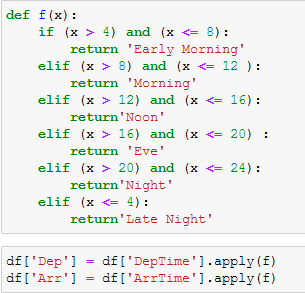 def f(x):
    if (x > 4) and (x <= 8):
        return 'Early Morning'
    elif (x > 8) and (x <= 12 ):
        return 'Morning'
    elif (x > 12) and (x <= 16):
        return'Noon'
    elif (x > 16) and (x <= 20) :
        return 'Eve'
    elif (x > 20) and (x <= 24):
        return'Night'
    elif (x <= 4):
        return'Late Night'
df['Dep'] = df['DepTime'].apply(f)
df['Arr'] = df['ArrTime'].apply(f)